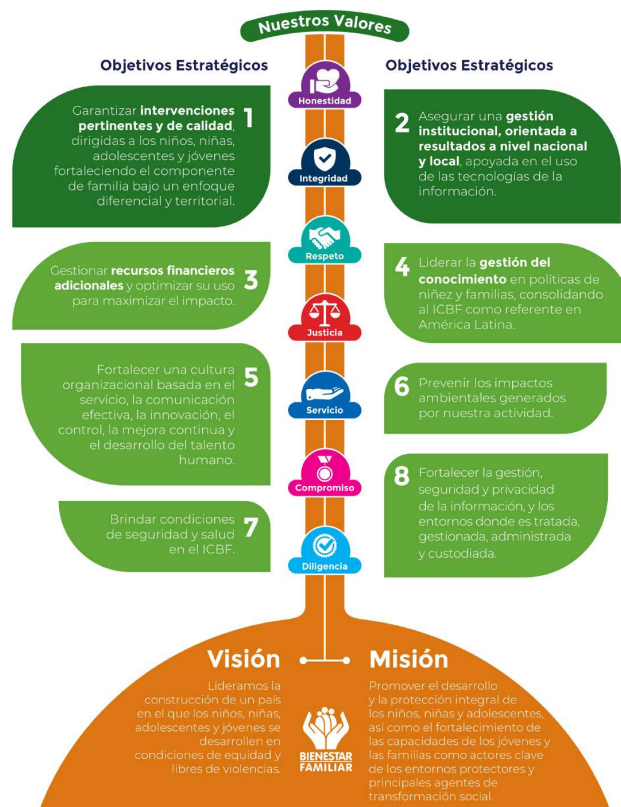 Nuestros Valores
Objetivos Estratégicos
Objetivos Estratégicos
Honestidad
1
Garantizar intervenciones
pertinentes y de calidad,
dirigidas a los niños, niñas,
adolescentes y jóvenes
fortaleciendo el componente
de familia bajo un enfoque
diferencial y territorial.
2
Asegurar una gestión
institucional, orientada a
resultados a nivel nacional
y local, apoyada en el uso
de las tecnologías de la
información.
Integridad
Respeto
3
Gestionar recursos financieros
adicionales y optimizar su uso
para maximizar el impacto.
4
Liderar la gestión del
conocimiento en políticas de
niñez y familias, consolidando
al ICBF como referente en
América Latina.
Justicia
5
Fortalecer una cultura
organizacional basada en el
servicio, la comunicación
efectiva, la innovación, el
control, la mejora continua y
el desarrollo del talento
humano.
Servicio
6
Prevenir los impactos
ambientales generados
por nuestra actividad.
Compromiso
7
Brindar condiciones
de seguridad y salud
en el ICBF.
8
Fortalecer la gestión,
seguridad y privacidad
de la información, y los
entornos donde es tratada,
gestionada, administrada
y custodiada.
Diligencia
Visión
Lideramos la
construcción de un país
en el que los niños, niñas,
adolescentes y jóvenes se
desarrollen en
condiciones de equidad y
libres de violencias.
BIENESTAR
FAMILIAR
Misión
Promover el desarrollo
y la protección integral de
los niños, niñas y adolescentes,
así como el fortalecimiento de
las capacidades de los jóvenes y
las familias como actores clave
de los entornos protectores y
principales agentes de
transformación social.